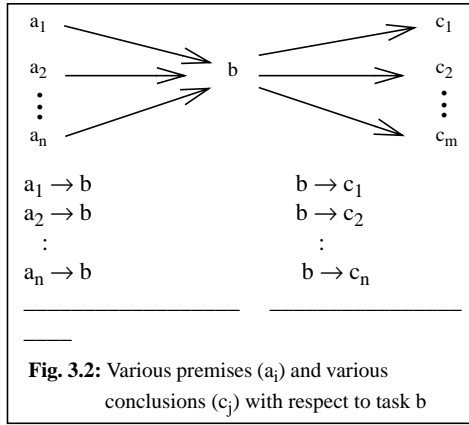 a₁ c₁
a₂ b c₂
aₙ cₘ
a₁ → b b → c₁
a₂ → b b → c₂
: :
aₙ → b b → cₙ
Fig. 3.2: Various premises (aᵢ) and various
conclusions (cⱼ) with respect to task b